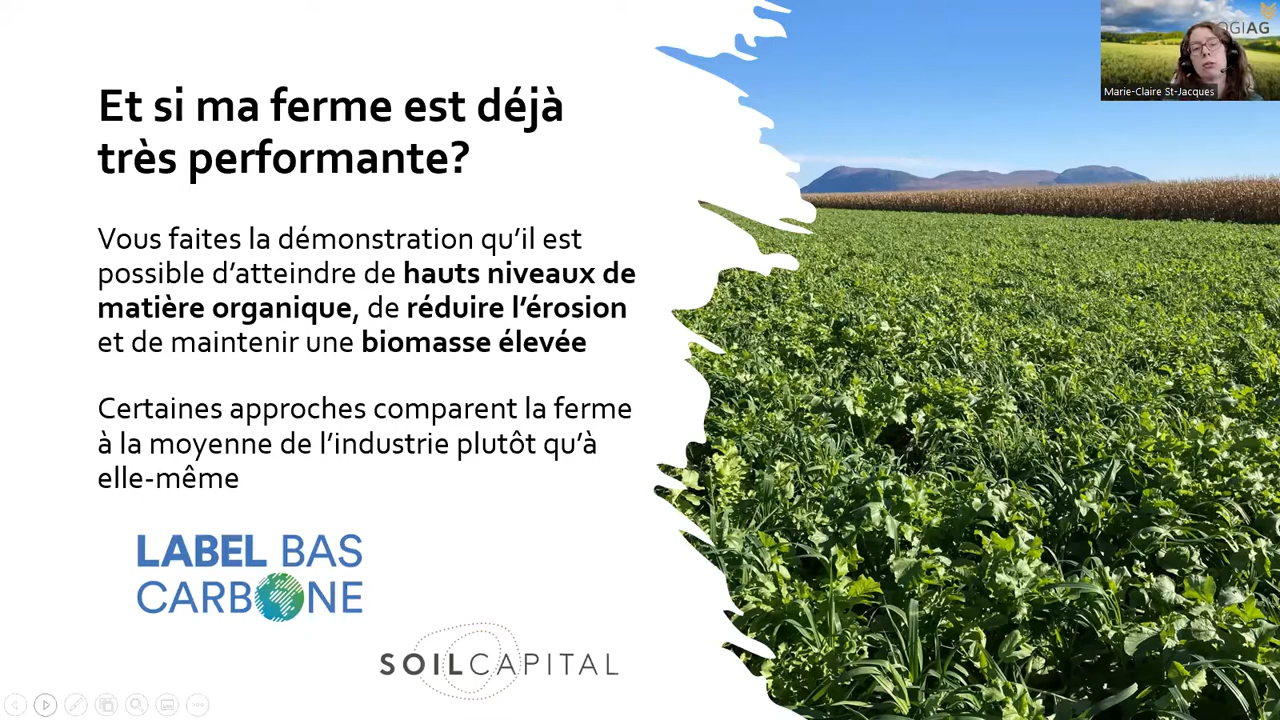 Et si ma ferme est déjà
très performante?
Vous faites la démonstration qu’il est
possible d’atteindre de hauts niveaux de
matière organique, de réduire l’érosion
et de maintenir une biomasse élevée
Certaines approches comparent la ferme
à la moyenne de l’industrie plutôt qu’à
elle-même
LABEL BAS
CARBONE
SOILCAPITAL
Marie-Claire St-Jacques